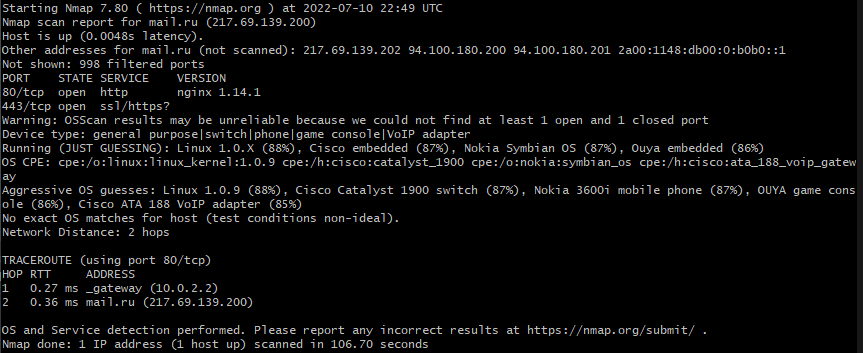 Starting Nmap 7.80 ( https://nmap.org ) at 2022-07-10 22:49 UTC
Nmap scan report for mail.ru (217.69.139.200)
Host is up (0.0048s latency).
Other addresses for mail.ru (not scanned): 217.69.139.202 94.100.180.200 94.100.180.201 2a00:1148:db00:0:b0b0::1
Not shown: 998 filtered ports
PORT    STATE SERVICE    VERSION
80/tcp  open  http       nginx 1.14.1
443/tcp open  ssl/https?
Warning: OSScan results may be unreliable because we could not find at least 1 open and 1 closed port
Device type: general purpose|switch|phone|game console|VoIP adapter
Running (JUST GUESSING): Linux 1.0.X (88%), Cisco embedded (87%), Nokia Symbian OS (87%), Ouya embedded (86%)
OS CPE: cpe:/o:linux:linux_kernel:1.0.9 cpe:/h:cisco:catalyst_1900 cpe:/o:nokia:symbian_os cpe:/h:cisco:ata_188_voip_gatew
ay
Aggressive OS guesses: Linux 1.0.9 (88%), Cisco Catalyst 1900 switch (87%), Nokia 3600i mobile phone (87%), OUYA game cons
ole (86%), Cisco ATA 188 VoIP adapter (85%)
No exact OS matches for host (test conditions non-ideal).
Network Distance: 2 hops
TRACEROUTE (using port 80/tcp)
HOP RTT     ADDRESS
1   0.27 ms _gateway (10.0.2.2)
2   0.36 ms mail.ru (217.69.139.200)
OS and Service detection performed. Please report any incorrect results at https://nmap.org/submit/ .
Nmap done: 1 IP address (1 host up) scanned in 106.70 seconds